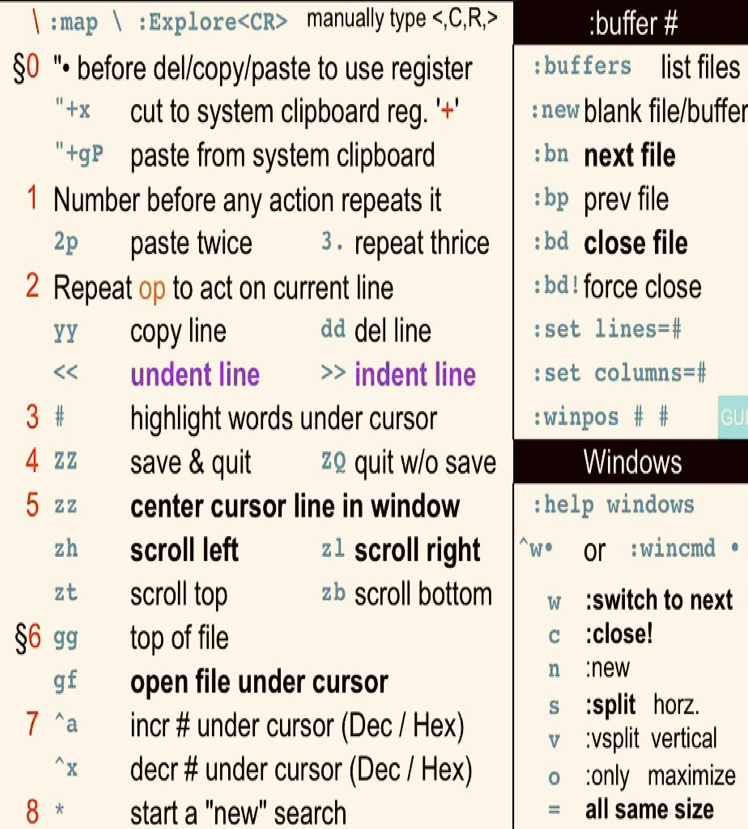 \ :map \ :Explore<CR> manually type <,C,R,>
§0 "• before del/copy/paste to use register
"+x cut to system clipboard reg. '+'
"+gP paste from system clipboard
1 Number before any action repeats it
2p paste twice 3. repeat thrice
2 Repeat op to act on current line
yy copy line dd del line
<< undent line >> indent line
3 # highlight words under cursor
4 ZZ save & quit ZQ quit w/o save
5 zz center cursor line in window
zh scroll left zl scroll right
zt scroll top zb scroll bottom
§6 gg top of file
gf open file under cursor
7 ^a incr # under cursor (Dec / Hex)
^x decr # under cursor (Dec / Hex)
8 * start a "new" search
:buffer #
:buffers list files
:new blank file/buffer
:bn next file
:bp prev file
:bd close file
:bd! force close
:set lines=#
:set columns=#
:winpos # # GUI
Windows
:help windows
^w• or :wincmd •
w :switch to next
c :close!
n :new
s :split horz.
v :vsplit vertical
o :only maximize
= all same size